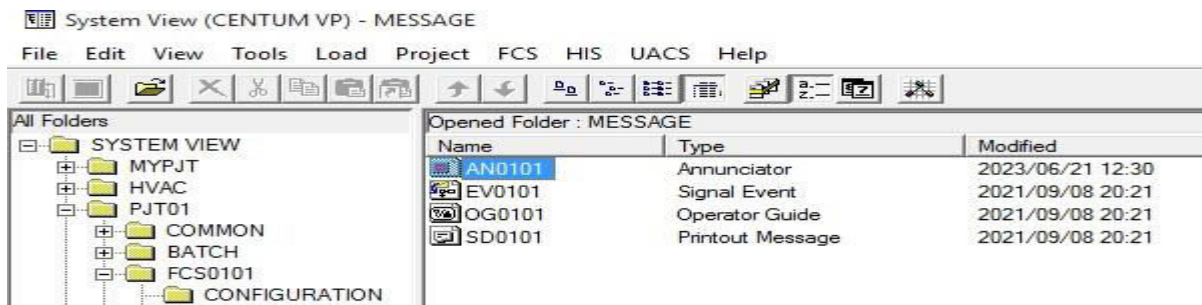 System View (CENTUM VP) - MESSAGE
File Edit View Tools Load Project FCS HIS UACS Help
All Folders
Opened Folder : MESSAGE
SYSTEM VIEW
Name Type Modified
MYPJT
AN0101 Annunciator 2023/06/21 12:30
HVAC
EV0101 Signal Event 2021/09/08 20:21
PJT01
OG0101 Operator Guide 2021/09/08 20:21
COMMON
SD0101 Printout Message 2021/09/08 20:21
BATCH
FCS0101
CONFIGURATION